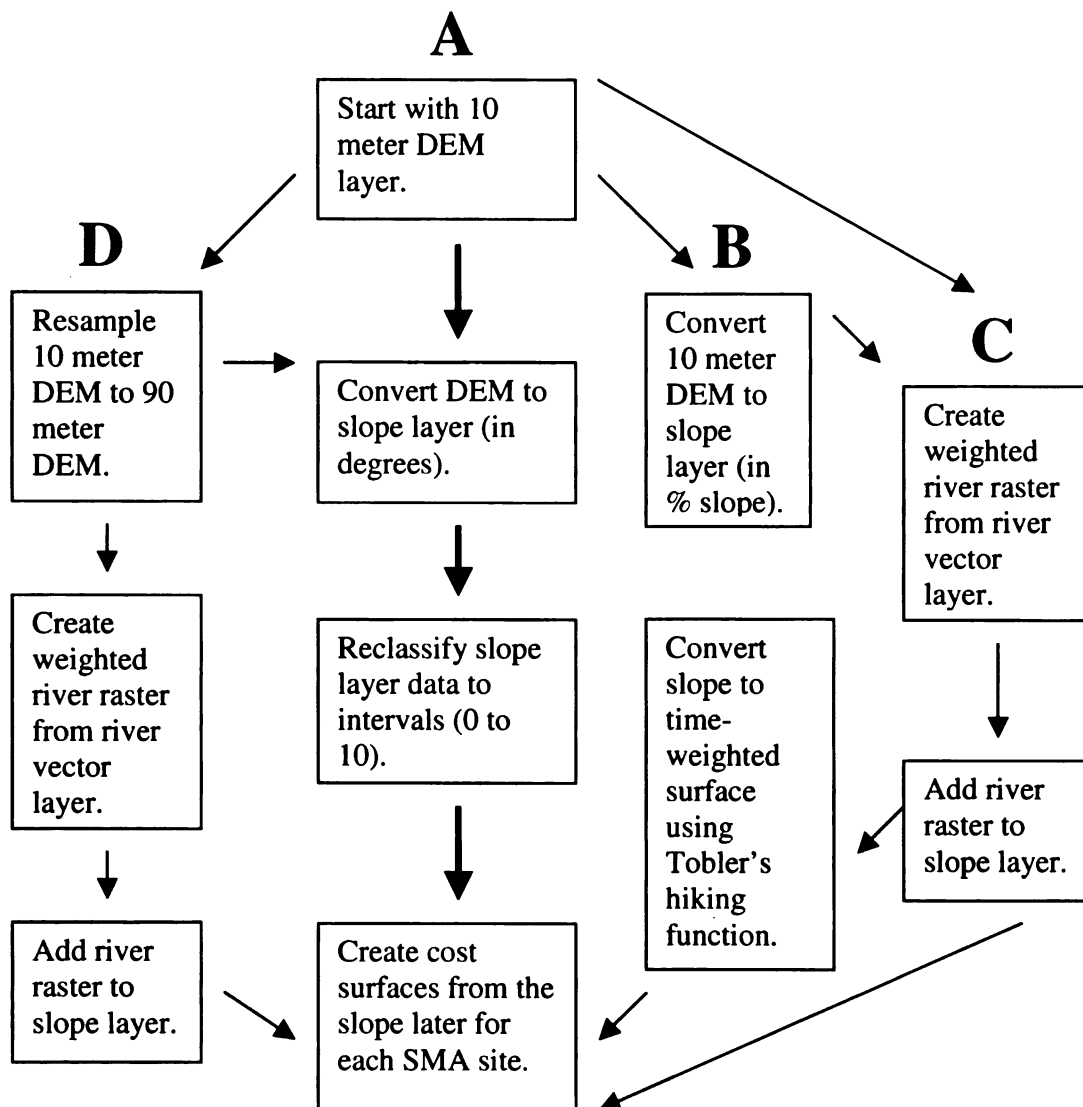 A
Start with 10
meter DEM
layer.
D
Resample
10 meter
DEM to 90
meter
DEM.
Convert DEM to
slope layer (in
degrees).
B
Convert
10 meter
DEM to
slope
layer (in
% slope).
C
Create
weighted
river raster
from river
vector
layer.
Create
weighted
river raster
from river
vector
layer.
Reclassify slope
layer data to
intervals (0 to
10).
Convert
slope to
time-
weighted
surface
using
Tobler's
hiking
function.
Add river
raster to
slope layer.
Add river
raster to
slope layer.
Create cost
surfaces from the
slope later for
each SMA site.